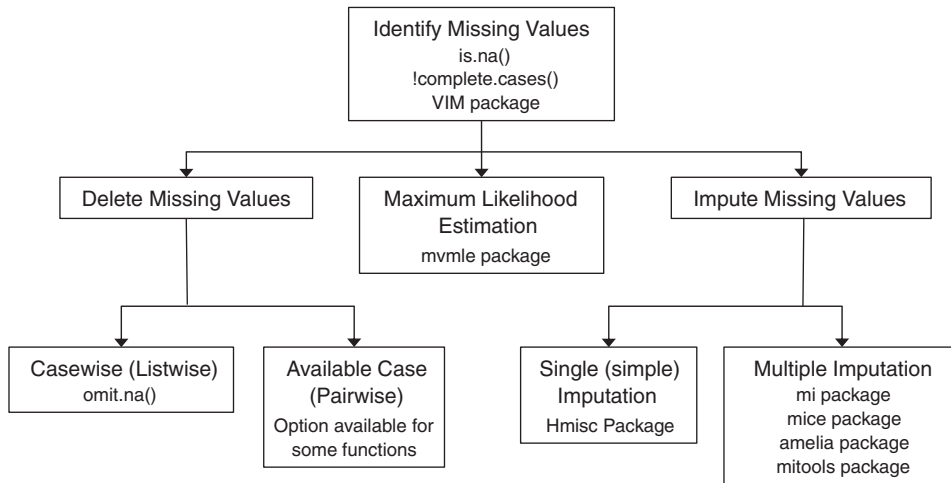 Identify Missing Values
is.na()
!complete.cases()
VIM package
Delete Missing Values
Maximum Likelihood
Estimation
mvmle package
Impute Missing Values
Casewise (Listwise)
omit.na()
Available Case
(Pairwise)
Option available for
some functions
Single (simple)
Imputation
Hmisc Package
Multiple Imputation
mi package
mice package
amelia package
mitools package